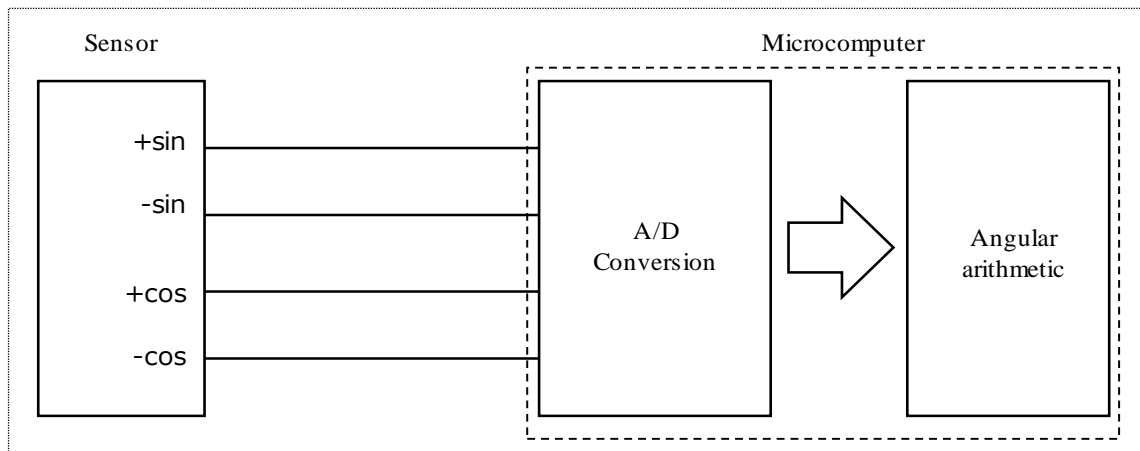 Sensor
Microcomputer
+sin
-sin
+cos
-cos
A/D
Conversion
Angular
arithmetic